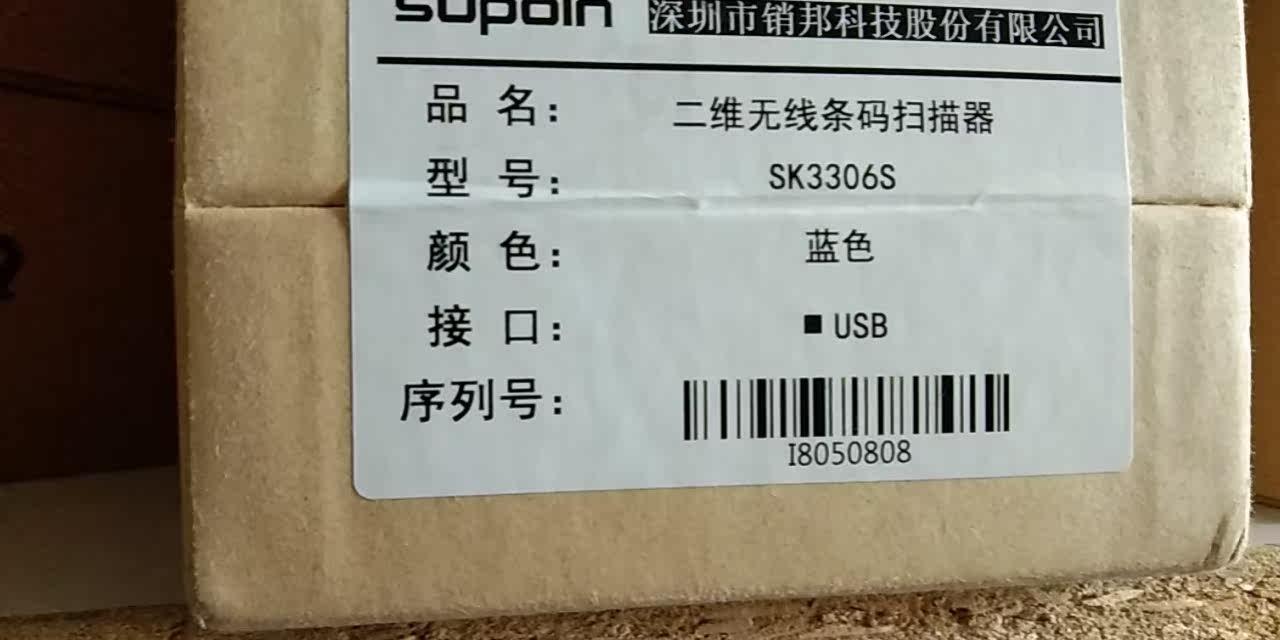 supoin 深圳市销邦科技股份有限公司
品 名: 二维无线条码扫描器
型 号: SK3306S
颜 色: 蓝色
接 口: ■ USB
序列号:
I8050808